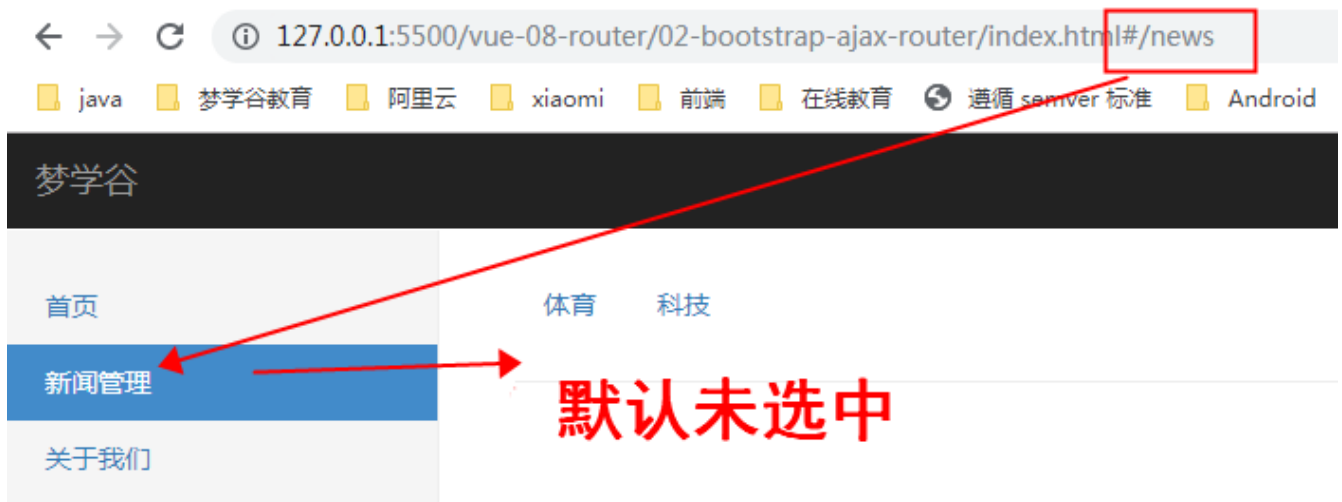 127.0.0.1:5500/vue-08-router/02-bootstrap-ajax-router/index.html#/news
java 梦学谷教育 阿里云 xiaomi 前端 在线教育 遵循 semver 标准 Android
梦学谷
首页
体育 科技
新闻管理
默认未选中
关于我们